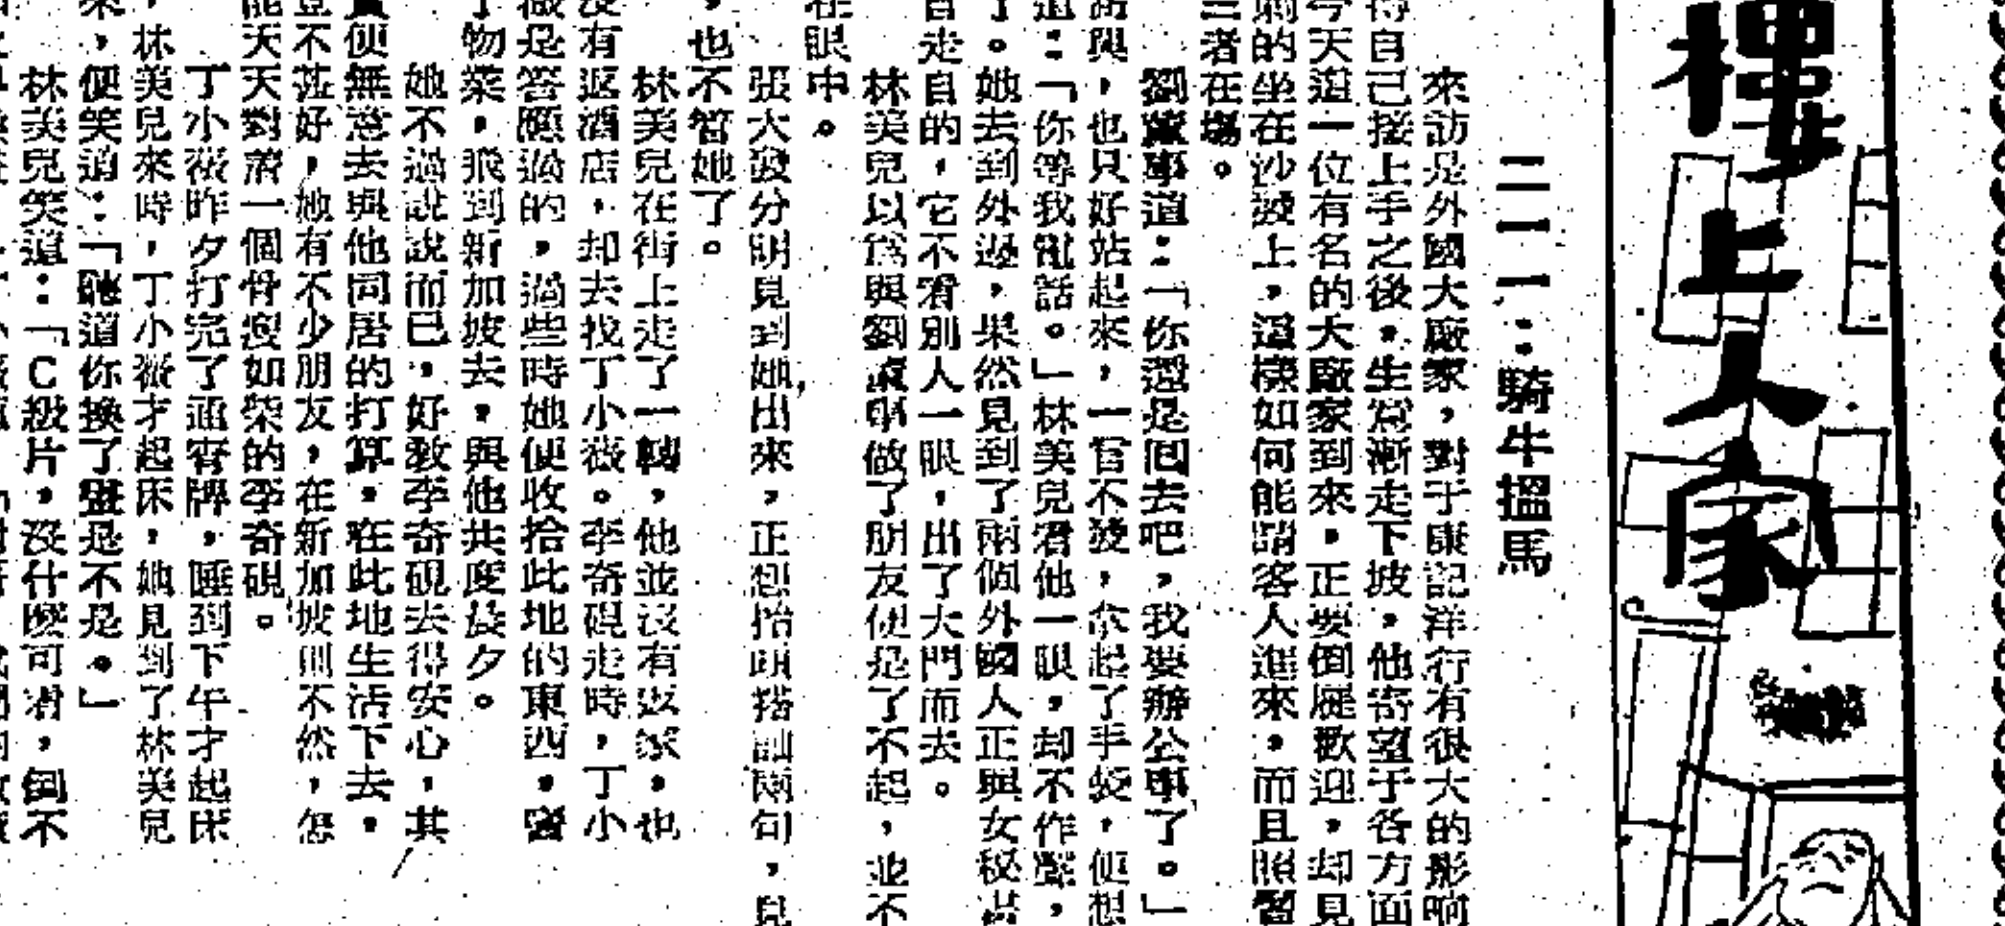 樓上人家
二一一：騎牛搵馬
來訪是外國大廠家，對于康記洋行有很大的影响
得自己接上手之後，生意漸走下坡，他寄望于各方面
今天這一位有名的大廠家到來，正要倒屣歡迎，却見
的坐在沙發上，這樣如何能請客人進來，而且照
三者在場。
劉董事道：「你還是回去吧，我要辦公事了。」
高興，也只好站起來，一言不發，拿起了手袋，便想
道：「你等我電話。」林美兒看他一眼，却不作聲，
了。她去到外邊，果然見到了兩個外國人正與女秘書
自走自的，它不看別人一眼，出了大門而去。
林美兒以為與劉董事做了朋友便是了不起，並不
在眼中。
張大發分明見到她出來，正想抬頭搭訕兩句，見
，也不管她了。
林美兒在街上走了一轉，他並沒有返家，也
沒有返酒店，却去找丁小薇。李奇硯走時，丁小
薇是答應過的，過些時她便收拾此地的東西，
了物業，飛到新加坡去，與他共度晨夕。
她不過說說而已，好教李奇硯去得安心，其
實便無意去與他同居的打算，在此地生活下去，
豈不甚好，她有不少朋友，在新加坡則不然，怎
能天天對着一個骨瘦如柴的李奇硯。
丁小薇昨夕打完了通宵牌，睡到下午才起床
，林美兒來時，丁小薇才起床，她見到了林美兒
來，便笑道：「聽道你換了畫是不是。」
林美兒笑道：「C級片，沒什麼可看，倒不